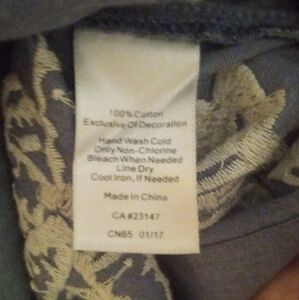 100% Cotton
Exclusive Of Decoration
Hand Wash Cold
Only Non-Chlorine
Bleach When Needed
Line Dry
Cool Iron, If Needed
Made In China
CA #23147
CN65 01/17